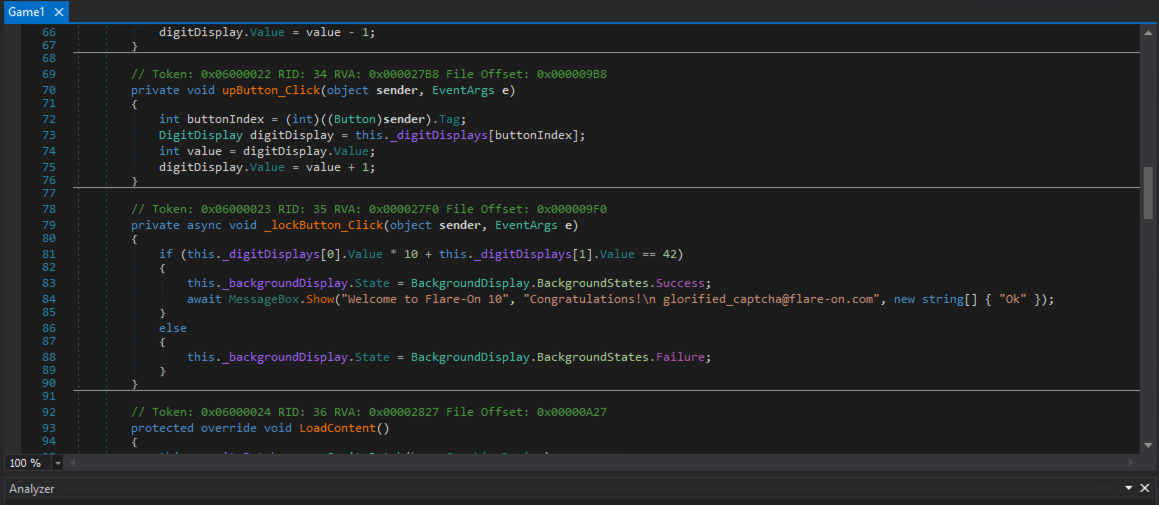 Game1 ✕
66 digitDisplay.Value = value - 1;
67 }
68
69 // Token: 0x06000022 RID: 34 RVA: 0x000027B8 File Offset: 0x000009B8
70 private void upButton_Click(object sender, EventArgs e)
71 {
72 int buttonIndex = (int)((Button)sender).Tag;
73 DigitDisplay digitDisplay = this._digitDisplays[buttonIndex];
74 int value = digitDisplay.Value;
75 digitDisplay.Value = value + 1;
76 }
77
78 // Token: 0x06000023 RID: 35 RVA: 0x000027F0 File Offset: 0x000009F0
79 private async void _lockButton_Click(object sender, EventArgs e)
80 {
81 if (this._digitDisplays[0].Value * 10 + this._digitDisplays[1].Value == 42)
82 {
83 this._backgroundDisplay.State = BackgroundDisplay.BackgroundStates.Success;
84 await MessageBox.Show("Welcome to Flare-On 10", "Congratulations!\n glorified_captcha@flare-on.com", new string[] { "Ok" });
85 }
86 else
87 {
88 this._backgroundDisplay.State = BackgroundDisplay.BackgroundStates.Failure;
89 }
90 }
91
92 // Token: 0x06000024 RID: 36 RVA: 0x00002827 File Offset: 0x00000A27
93 protected override void LoadContent()
94 {
100 %
Analyzer